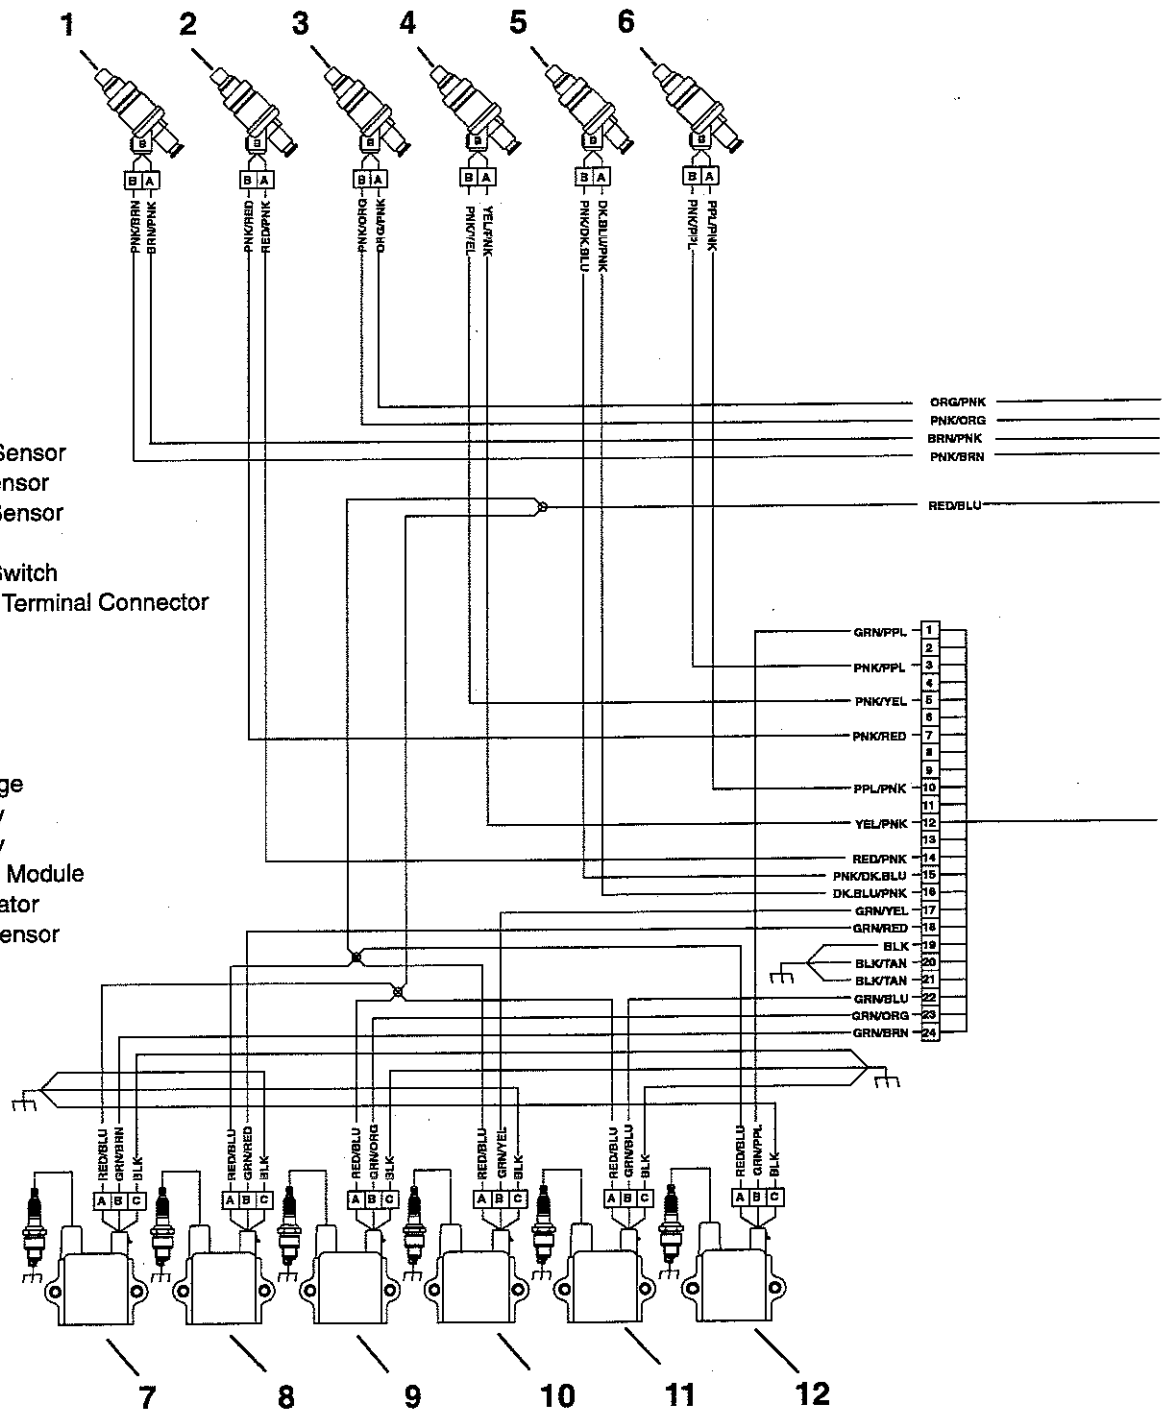 1 2 3 4 5 6
B B B B B B
B A B A B A B A B A B A
PNK/BRN BRN/PNK PNK/RED RED/PNK PNK/ORG ORG/PNK PNK/YEL YEL/PNK PNK/DK.BLU DK.BLU/PNK PNK/PPL PPL/PNK
ORG/PNK
PNK/ORG
BRN/PNK
PNK/BRN
Sensor
ensor
Sensor
RED/BLU
Switch
Terminal Connector
GRN/PPL 1
2
PNK/PPL 3
4
PNK/YEL 5
6
PNK/RED 7
8
9
PPL/PNK 10
11
YEL/PNK 12
13
RED/PNK 14
PNK/DK.BLU 15
DK.BLU/PNK 16
GRN/YEL 17
GRN/RED 18
BLK 19
BLK/TAN 20
BLK/TAN 21
GRN/BLU 22
GRN/ORG 23
GRN/BRN 24
ge
y
y
Module
ator
ensor
RED/BLU GRN/BRN BLK RED/BLU GRN/RED BLK RED/BLU GRN/ORG BLK RED/BLU GRN/YEL BLK RED/BLU GRN/BLU BLK RED/BLU GRN/PPL BLK
A B C A B C A B C A B C A B C A B C
7 8 9 10 11 12